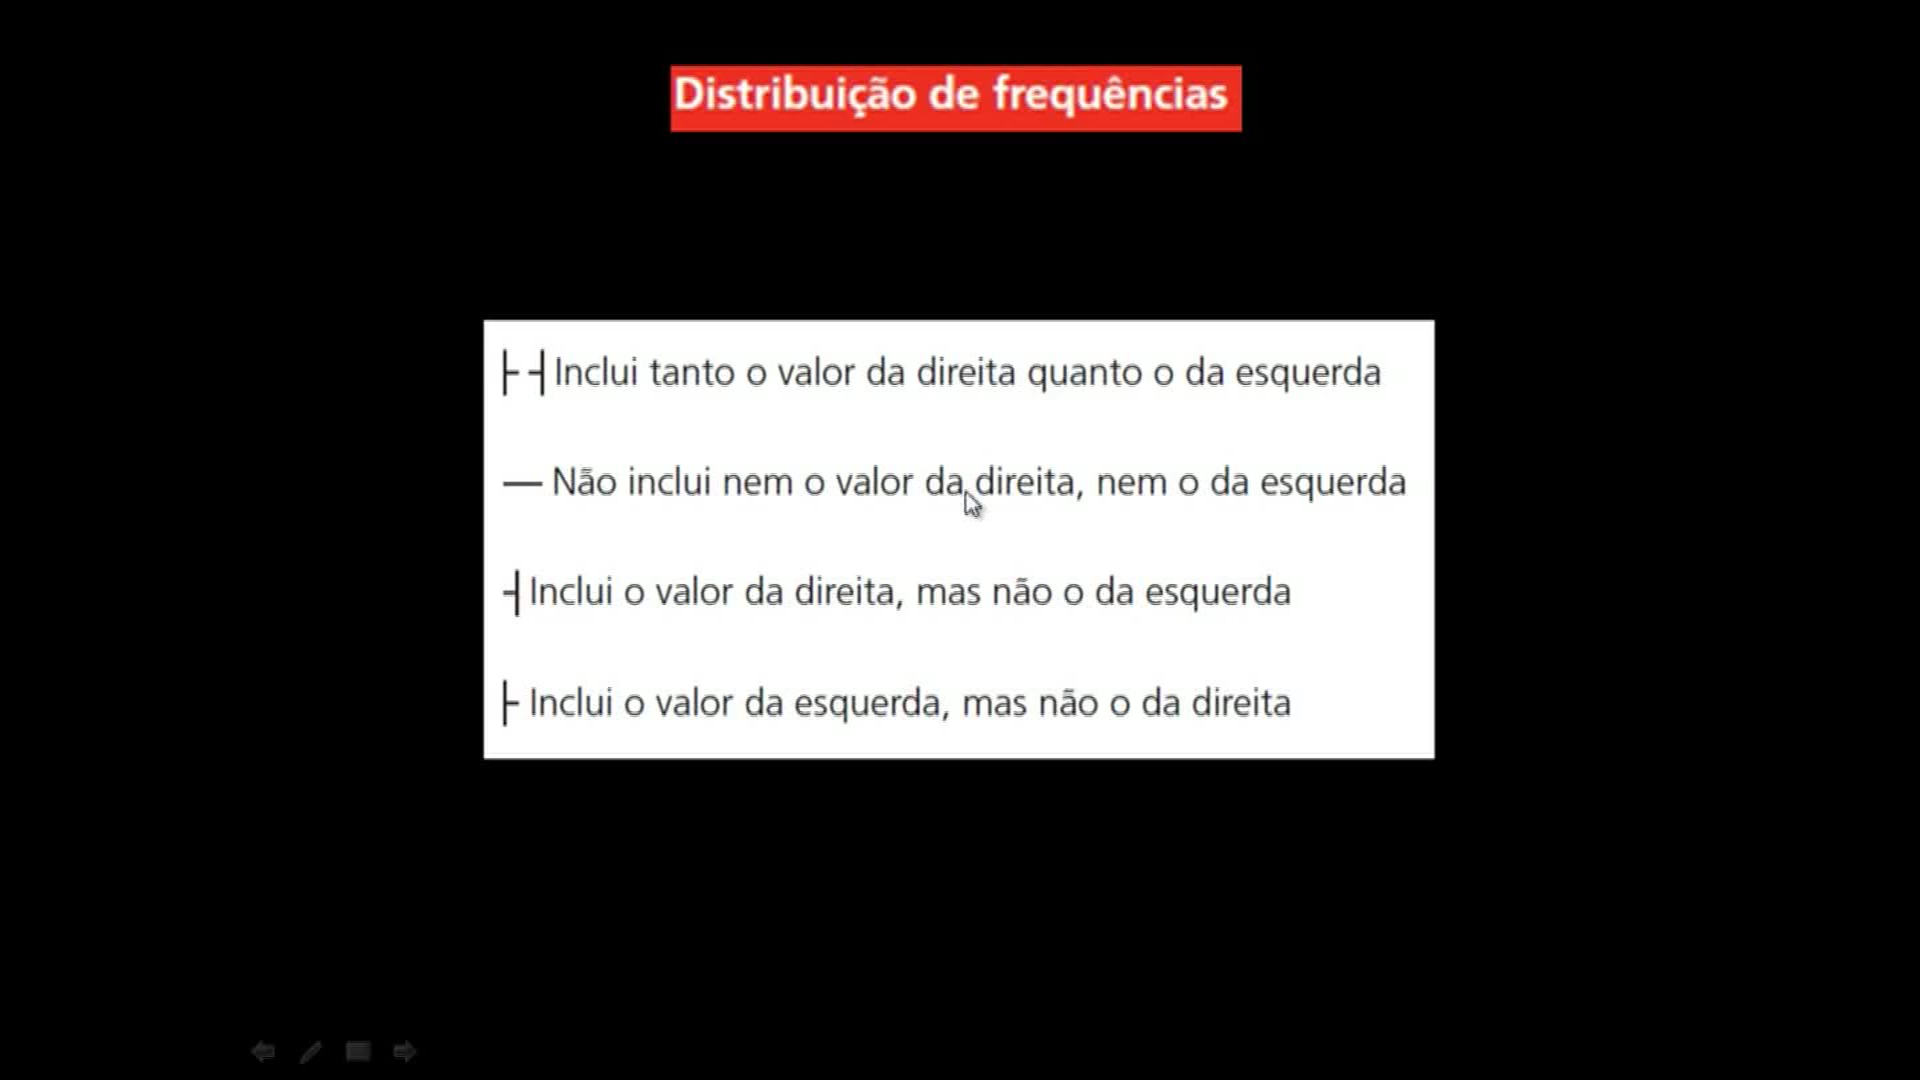 Distribuição de frequências
├ ┤Inclui tanto o valor da direita quanto o da esquerda
— Não inclui nem o valor da direita, nem o da esquerda
┤Inclui o valor da direita, mas não o da esquerda
├ Inclui o valor da esquerda, mas não o da direita